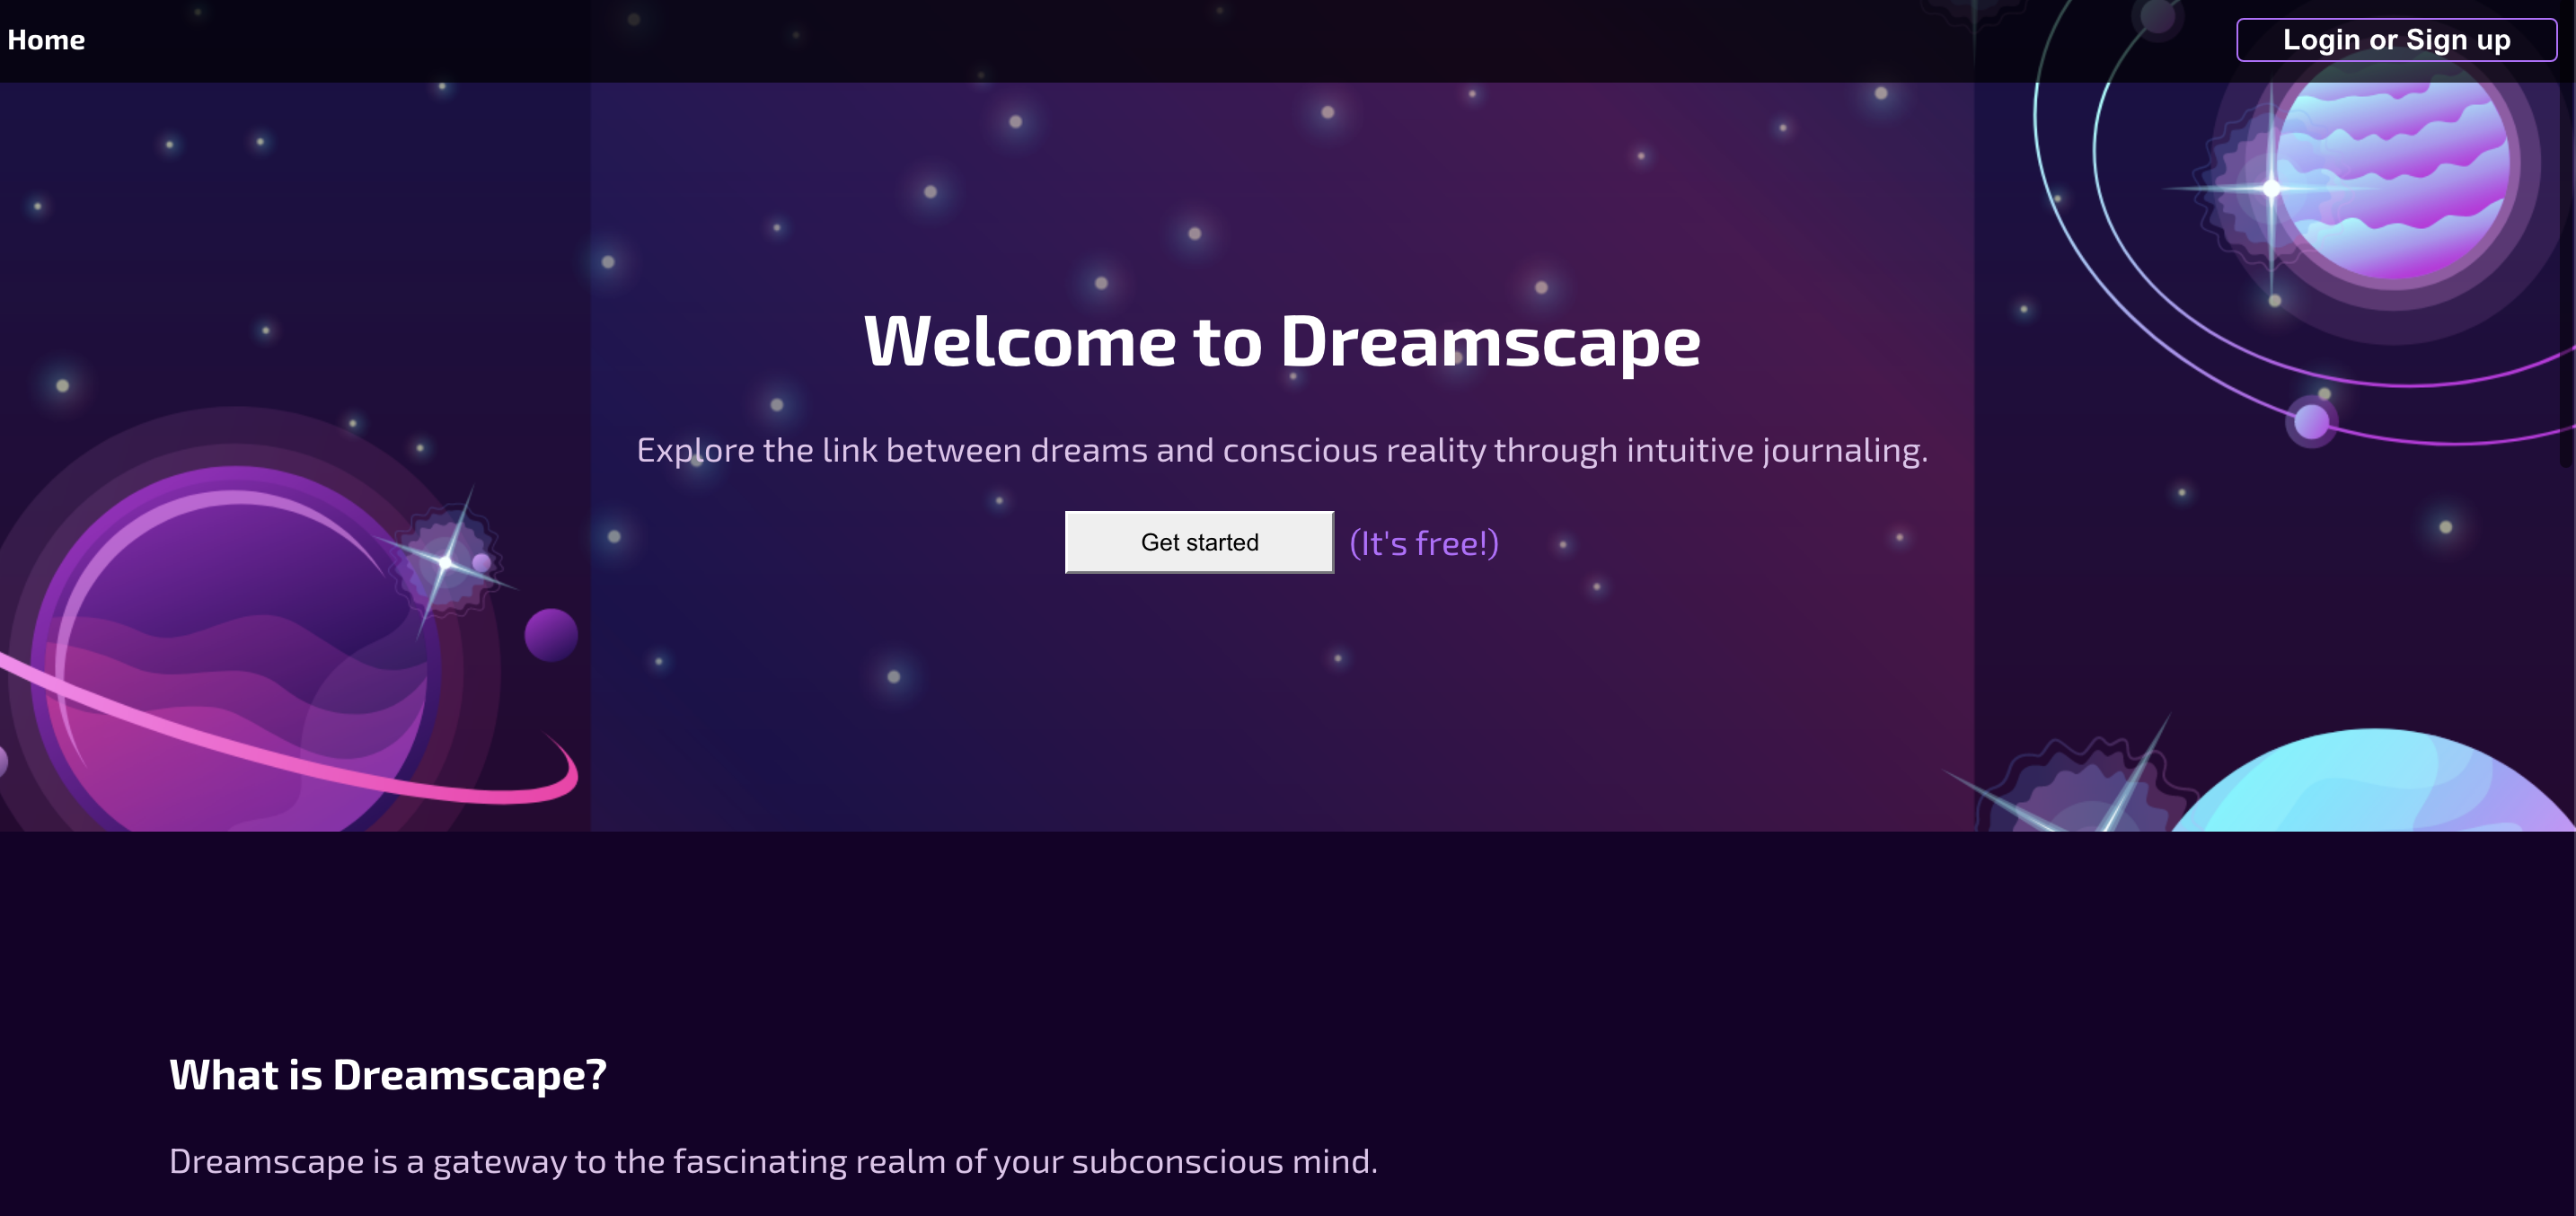 Home
Login or Sign up
Welcome to Dreamscape
Explore the link between dreams and conscious reality through intuitive journaling.
Get started (It's free!)
What is Dreamscape?
Dreamscape is a gateway to the fascinating realm of your subconscious mind.